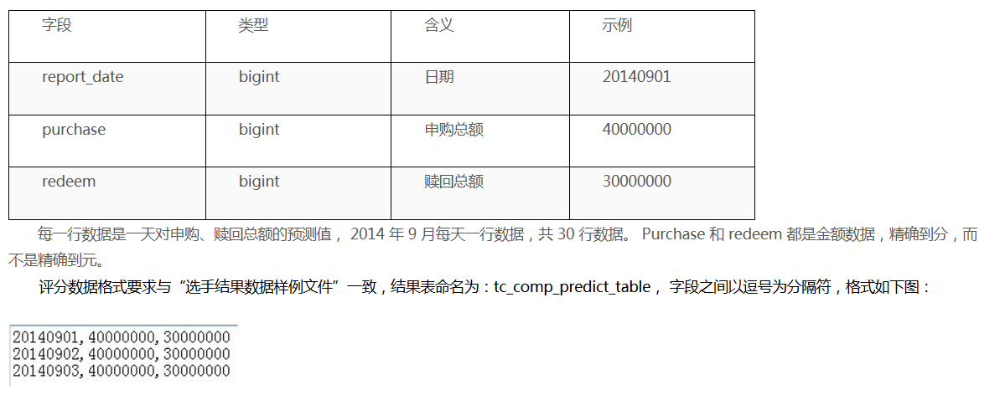 字段 类型 含义 示例
report_date bigint 日期 20140901
purchase bigint 申购总额 40000000
redeem bigint 赎回总额 30000000
每一行数据是一天对申购、赎回总额的预测值， 2014 年 9 月每天一行数据，共 30 行数据。 Purchase 和 redeem 都是金额数据，精确到分，而
不是精确到元。
评分数据格式要求与“选手结果数据样例文件”一致，结果表命名为：tc_comp_predict_table， 字段之间以逗号为分隔符，格式如下图：
20140901,40000000,30000000
20140902,40000000,30000000
20140903,40000000,30000000